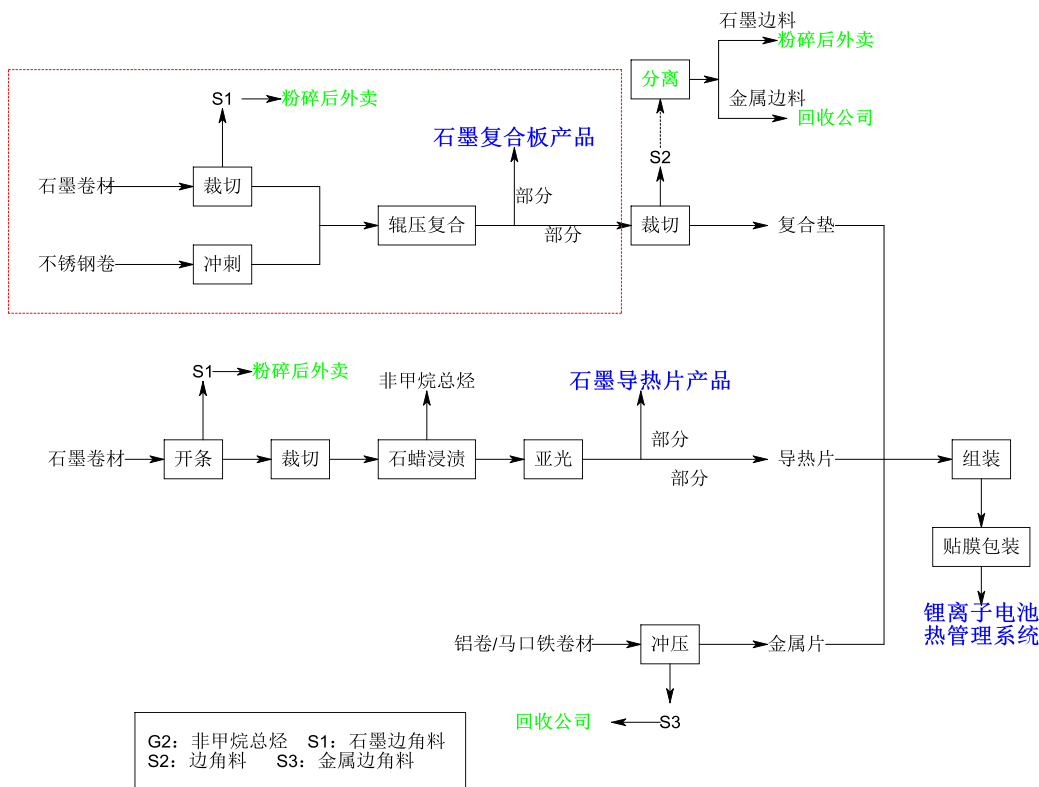 石墨边料
粉碎后外卖
分离
金属边料
回收公司
S1
粉碎后外卖
石墨复合板产品
S2
石墨卷材
裁切
部分
辊压复合
部分
裁切
复合垫
不锈钢卷
冲刺
S1
粉碎后外卖
非甲烷总烃
石墨导热片产品
部分
石墨卷材
开条
裁切
石蜡浸渍
亚光
导热片
组装
部分
贴膜包装
锂离子电池
热管理系统
铝卷/马口铁卷材
冲压
金属片
回收公司
S3
G2：非甲烷总烃 S1：石墨边角料
S2：边角料 S3：金属边角料